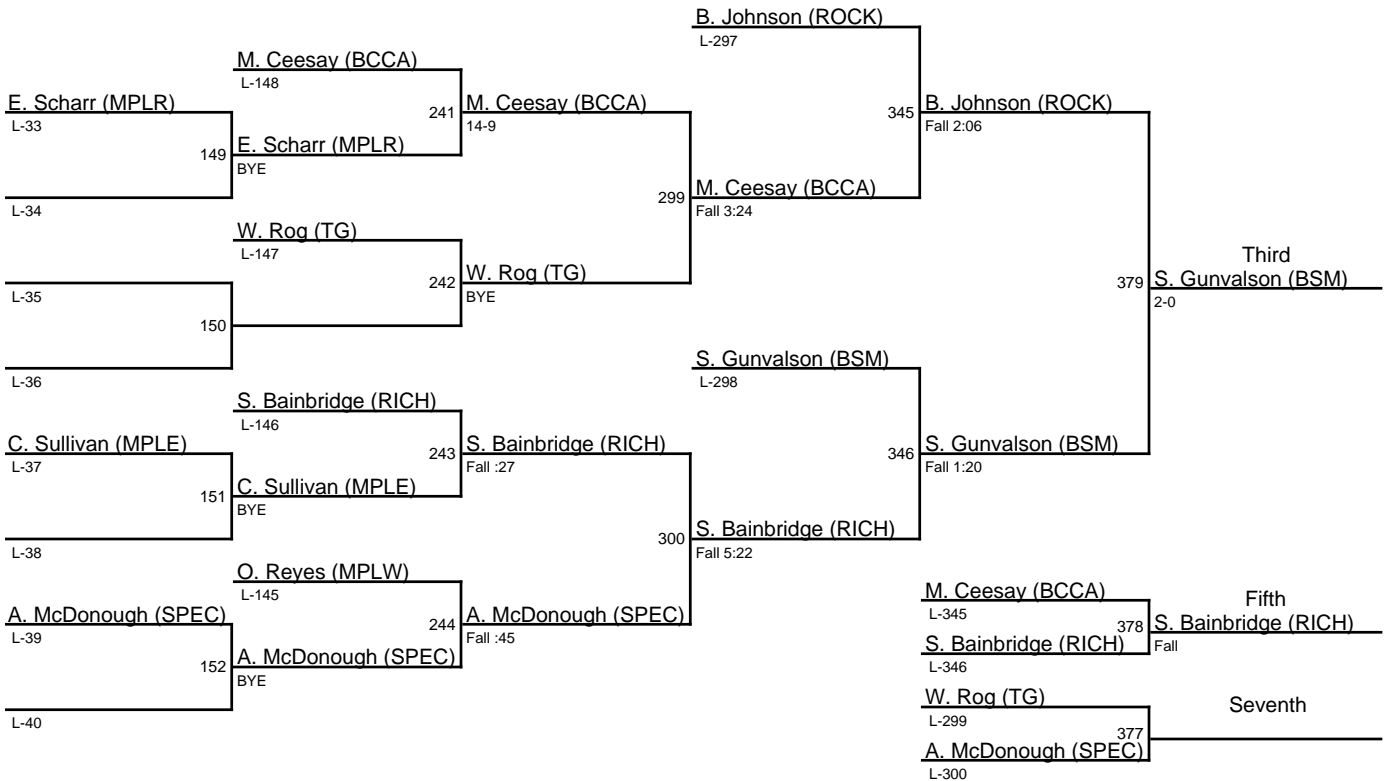 B. Johnson (ROCK)
L-297
M. Ceesay (BCCA)
L-148
E. Scharr (MPLR)
L-33
241
M. Ceesay (BCCA)
14-9
345
B. Johnson (ROCK)
Fall 2:06
149
E. Scharr (MPLR)
BYE
L-34
299
M. Ceesay (BCCA)
Fall 3:24
W. Rog (TG)
L-147
L-35
242
W. Rog (TG)
BYE
150
L-36
379
Third
S. Gunvalson (BSM)
2-0
S. Gunvalson (BSM)
L-298
S. Bainbridge (RICH)
L-146
C. Sullivan (MPLE)
L-37
243
S. Bainbridge (RICH)
Fall :27
346
S. Gunvalson (BSM)
Fall 1:20
151
C. Sullivan (MPLE)
BYE
L-38
300
S. Bainbridge (RICH)
Fall 5:22
O. Reyes (MPLW)
L-145
A. McDonough (SPEC)
L-39
244
A. McDonough (SPEC)
Fall :45
152
A. McDonough (SPEC)
BYE
L-40
M. Ceesay (BCCA)
L-345
378
Fifth
S. Bainbridge (RICH)
Fall
S. Bainbridge (RICH)
L-346
W. Rog (TG)
L-299
377
Seventh
A. McDonough (SPEC)
L-300